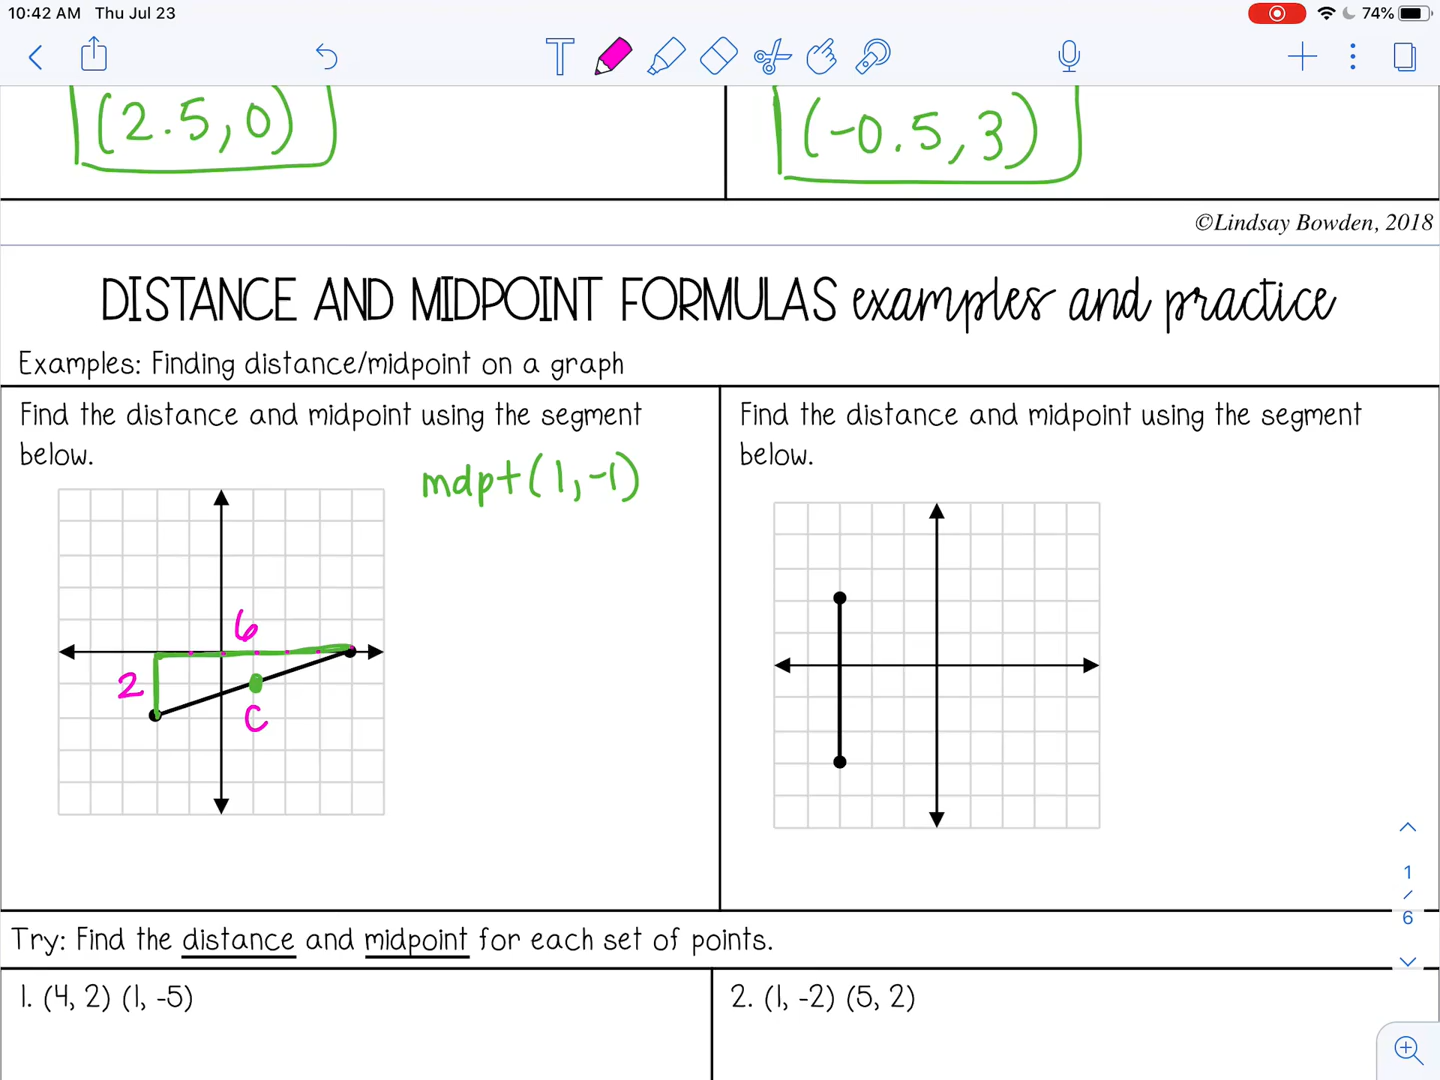 10:42 AM Thu Jul 23
74%
T
(2.5, 0)
(-0.5, 3)
©Lindsay Bowden, 2018
DISTANCE AND MIDPOINT FORMULAS examples and practice
Examples: Finding distance/midpoint on a graph
Find the distance and midpoint using the segment
below.
mdpt (1, -1)
6
2
C
Find the distance and midpoint using the segment
below.
1
/
6
Try: Find the distance and midpoint for each set of points.
1. (4, 2) (1, -5)
2. (1, -2) (5, 2)